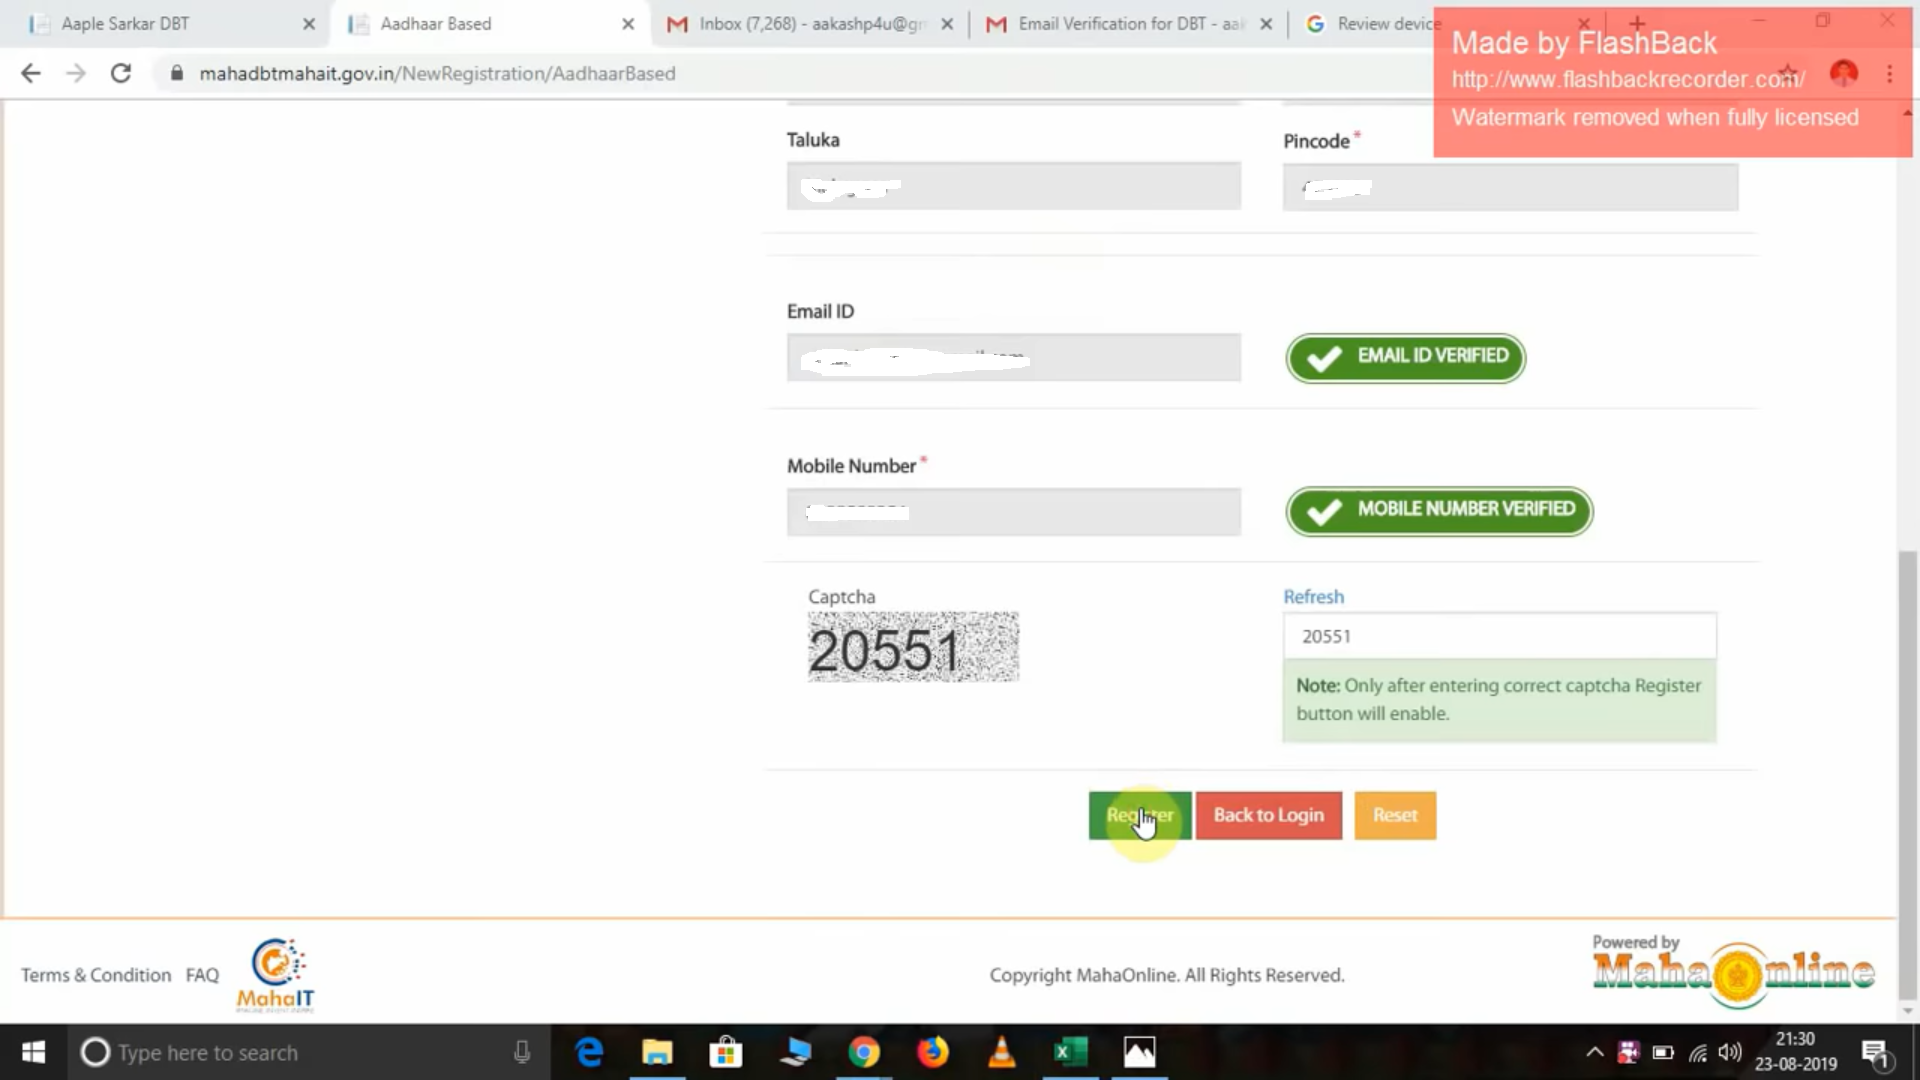 Aaple Sarkar DBT
Aadhaar Based
Inbox (7,268) - aakashp4u@gm
Email Verification for DBT - aak
Review device
mahadbtmahait.gov.in/NewRegistration/AadhaarBased
Made by FlashBack
http://www.flashbackrecorder.com/
Watermark removed when fully licensed
Taluka
Pincode *
Email ID
EMAIL ID VERIFIED
Mobile Number *
MOBILE NUMBER VERIFIED
Captcha
Refresh
20551
20551
Note: Only after entering correct captcha Register
button will enable.
Register
Back to Login
Reset
Terms & Condition
FAQ
MahaIT
Copyright MahaOnline. All Rights Reserved.
Powered by
MahaOnline
Type here to search
21:30
23-08-2019
1